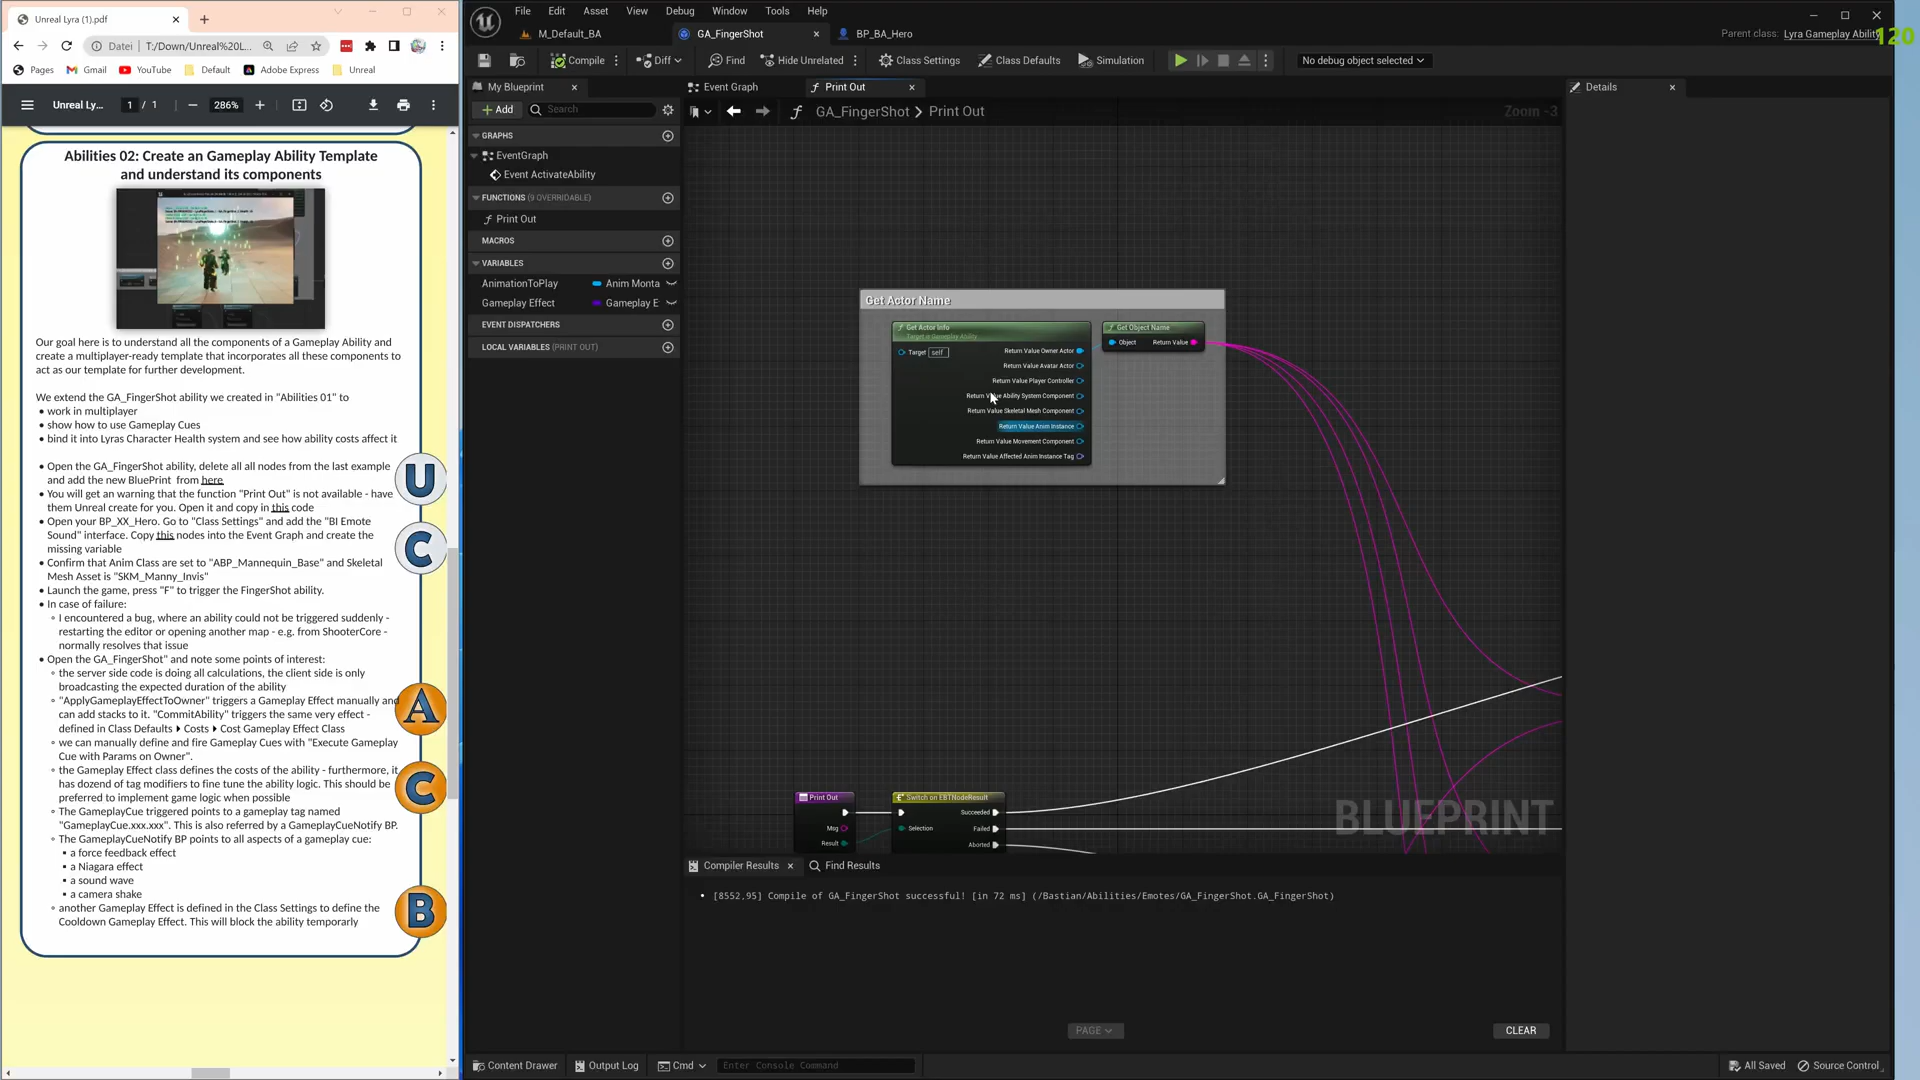 Unreal Lyra (1).pdf
Datei
T:/Down/Unreal%20L...
Pages
Gmail
YouTube
Default
Adobe Express
Unreal
Unreal Ly...
1 / 1
286%
Abilities 02: Create an Gameplay Ability Template
and understand its components
Our goal here is to understand all the components of a Gameplay Ability and
create a multiplayer-ready template that incorporates all these components to
act as our template for further development.
We extend the GA_FingerShot ability we created in "Abilities 01" to
• work in multiplayer
• show how to use Gameplay Cues
• bind it into Lyras Character Health system and see how ability costs affect it
• Open the GA_FingerShot ability, delete all all nodes from the last example
and add the new BluePrint from here
• You will get an warning that the function "Print Out" is not available - have
them Unreal create for you. Open it and copy in this code
• Open your BP_XX_Hero. Go to "Class Settings" and add the "BI Emote
Sound" interface. Copy this nodes into the Event Graph and create the
missing variable
• Confirm that Anim Class are set to "ABP_Mannequin_Base" and Skeletal
Mesh Asset is "SKM_Manny_Invis"
• Launch the game, press "F" to trigger the FingerShot ability.
• In case of failure:
◦ I encountered a bug, where an ability could not be triggered suddenly -
restarting the editor or opening another map - e.g. from ShooterCore -
normally resolves that issue
• Open the GA_FingerShot" and note some points of interest:
◦ the server side code is doing all calculations, the client side is only
broadcasting the expected duration of the ability
◦ "ApplyGameplayEffectToOwner" triggers a Gameplay Effect manually and
can add stacks to it. "CommitAbility" triggers the same very effect -
defined in Class Defaults ▸ Costs ▸ Cost Gameplay Effect Class
◦ we can manually define and fire Gameplay Cues with "Execute Gameplay
Cue with Params on Owner".
◦ the Gameplay Effect class defines the costs of the ability - furthermore, it
has dozend of tag modifiers to fine tune the ability logic. This should be
preferred to implement game logic when possible
◦ The GameplayCue triggered points to a gameplay tag named
"GameplayCue.xxx.xxx". This is also referred by a GameplayCueNotify BP.
◦ The GameplayCueNotify BP points to all aspects of a gameplay cue:
▪ a force feedback effect
▪ a Niagara effect
▪ a sound wave
▪ a camera shake
◦ another Gameplay Effect is defined in the Class Settings to define the
Cooldown Gameplay Effect. This will block the ability temporarly
U
C
A
C
B
File Edit Asset View Debug Window Tools Help
M_Default_BA
GA_FingerShot
BP_BA_Hero
Parent class: Lyra Gameplay Ability
120
Compile
Diff
Find
Hide Unrelated
Class Settings
Class Defaults
Simulation
No debug object selected
My Blueprint
Add
Search
GRAPHS
EventGraph
Event ActivateAbility
FUNCTIONS (9 OVERRIDABLE)
Print Out
MACROS
VARIABLES
AnimationToPlay
Anim Monta
Gameplay Effect
Gameplay E
EVENT DISPATCHERS
LOCAL VARIABLES (PRINT OUT)
Event Graph
Print Out
GA_FingerShot > Print Out
Zoom -3
Get Actor Name
Get Actor Info
Target is Gameplay Ability
Target self
Return Value Owner Actor
Return Value Avatar Actor
Return Value Player Controller
Return Value Ability System Component
Return Value Skeletal Mesh Component
Return Value Anim Instance
Return Value Movement Component
Return Value Affected Anim Instance Tag
Get Object Name
Object
Return Value
Print Out
Msg
Result
Switch on EBTNodeResult
Selection
Succeeded
Failed
Aborted
BLUEPRINT
Details
Compiler Results
Find Results
• [8552,95] Compile of GA_FingerShot successful! [in 72 ms] (/Bastian/Abilities/Emotes/GA_FingerShot.GA_FingerShot)
PAGE
CLEAR
Content Drawer
Output Log
Cmd
Enter Console Command
All Saved
Source Control